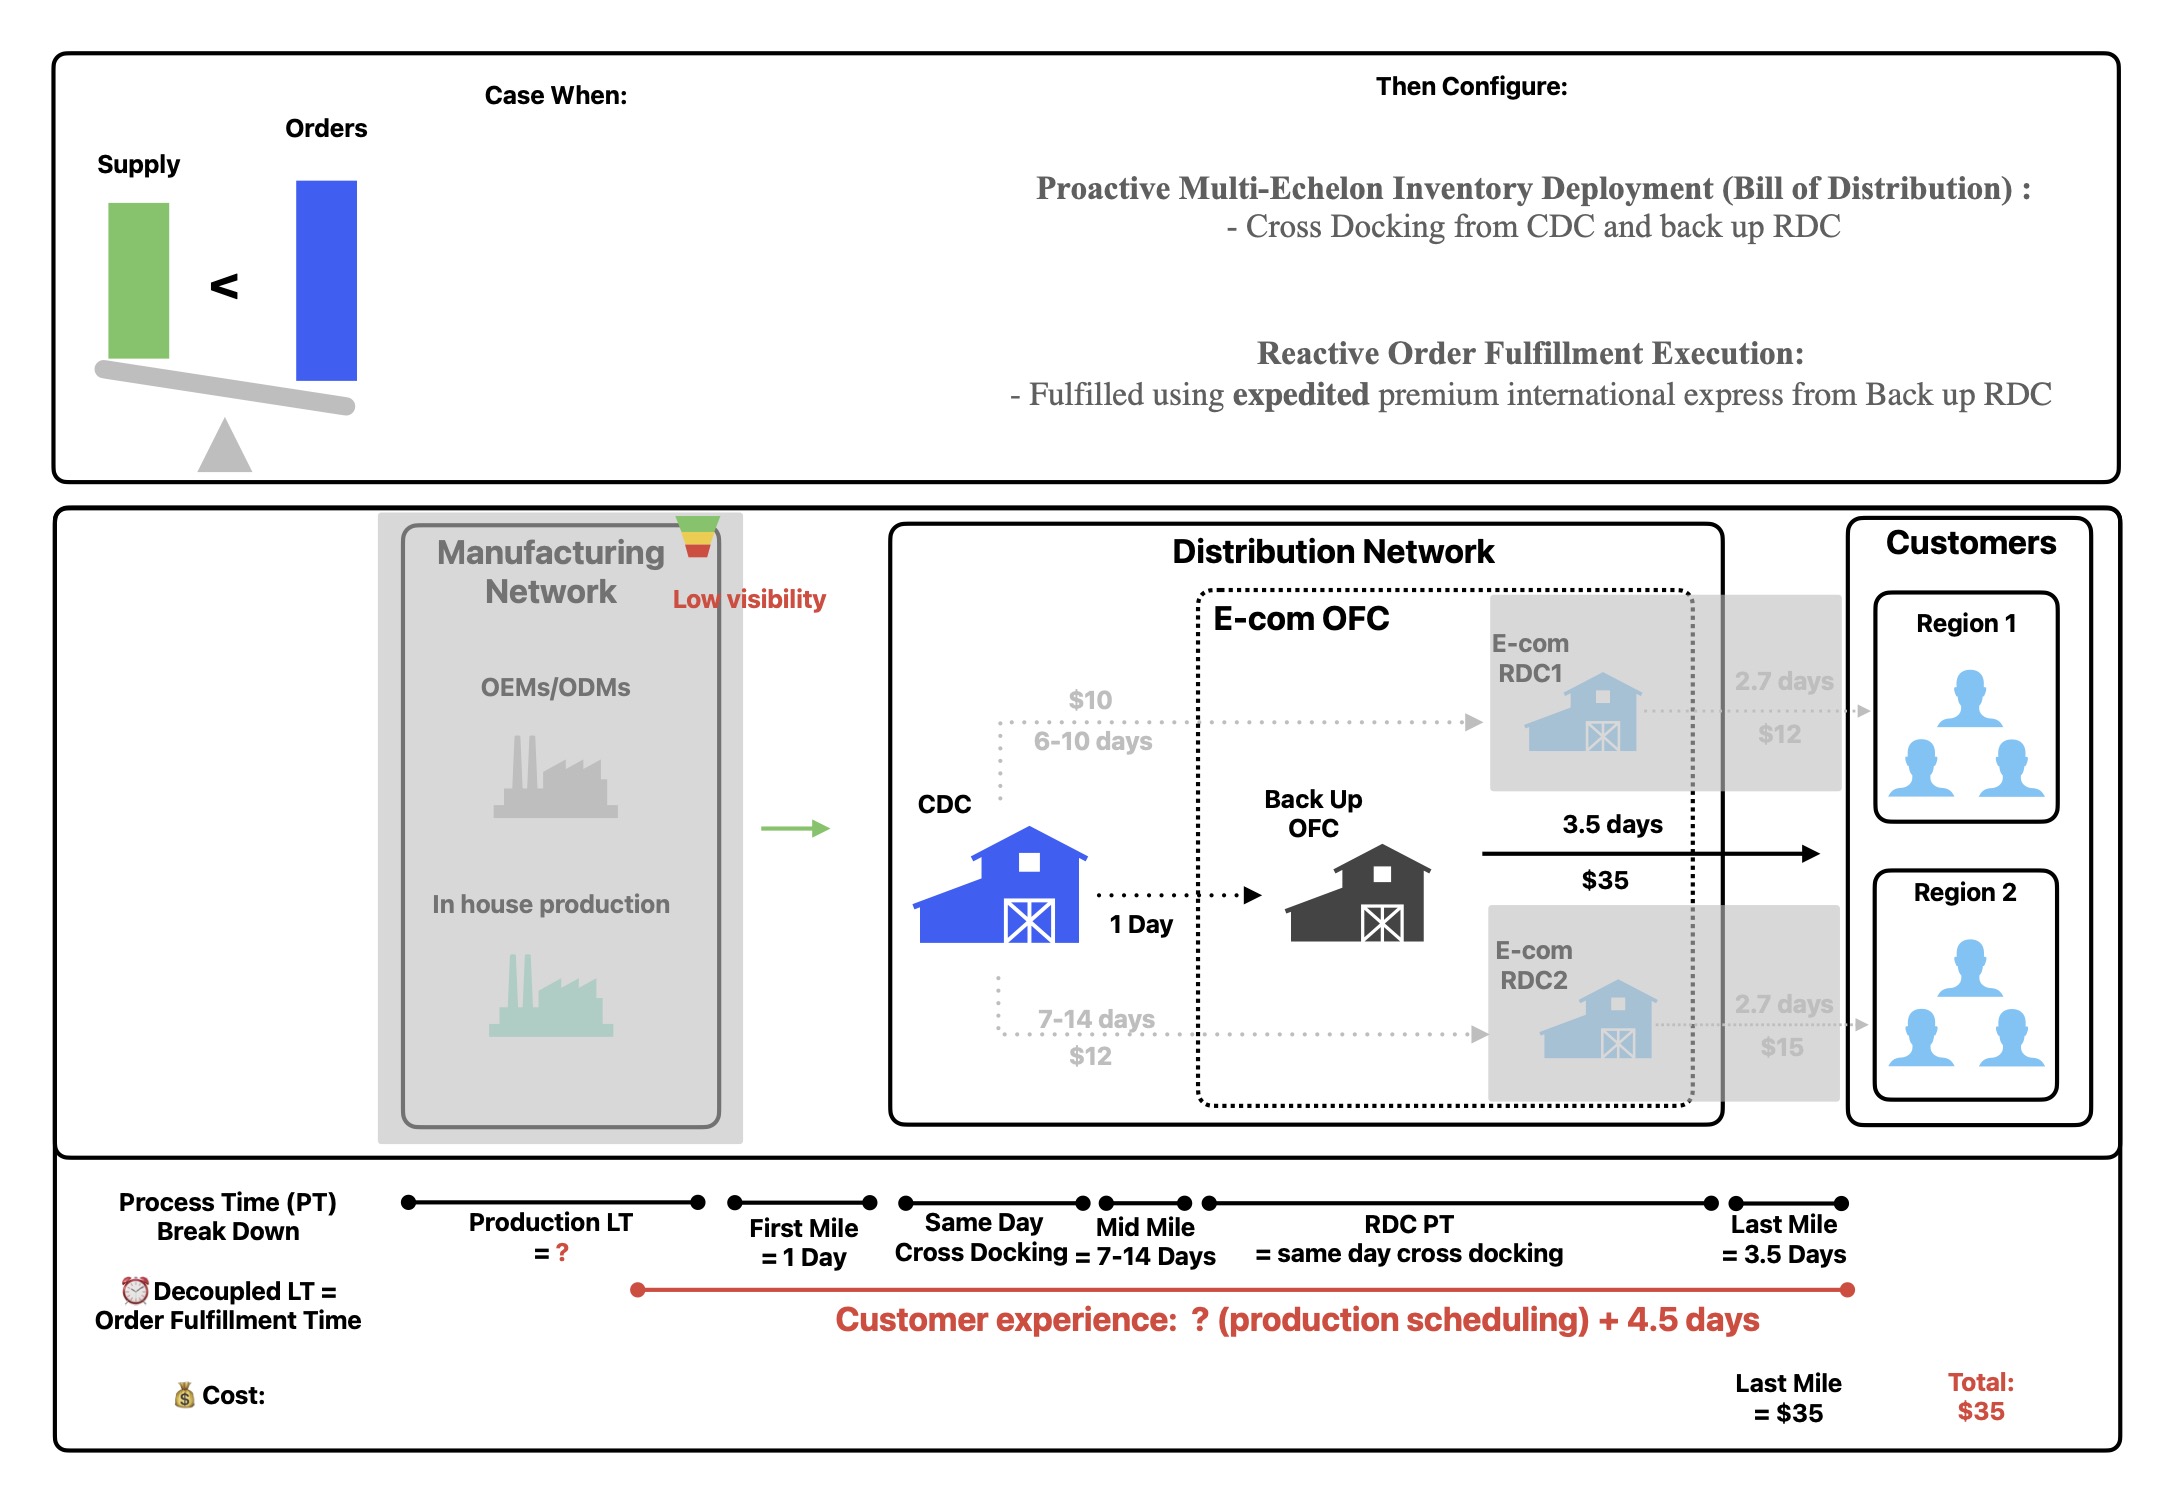 Case When:
Then Configure:
Supply
Orders
<
Proactive Multi-Echelon Inventory Deployment (Bill of Distribution) :
- Cross Docking from CDC and back up RDC
Reactive Order Fulfillment Execution:
- Fulfilled using expedited premium international express from Back up RDC
Manufacturing
Network
Low visibility
OEMs/ODMs
In house production
Distribution Network
E-com OFC
E-com
RDC1
$10
6-10 days
2.7 days
$12
CDC
1 Day
Back Up
OFC
3.5 days
$35
7-14 days
$12
E-com
RDC2
2.7 days
$15
Customers
Region 1
Region 2
Process Time (PT)
Break Down
Production LT
= ?
First Mile
= 1 Day
Same Day
Cross Docking
Mid Mile
= 7-14 Days
RDC PT
= same day cross docking
Last Mile
= 3.5 Days
Decoupled LT =
Order Fulfillment Time
Customer experience: ? (production scheduling) + 4.5 days
Cost:
Last Mile
= $35
Total:
$35